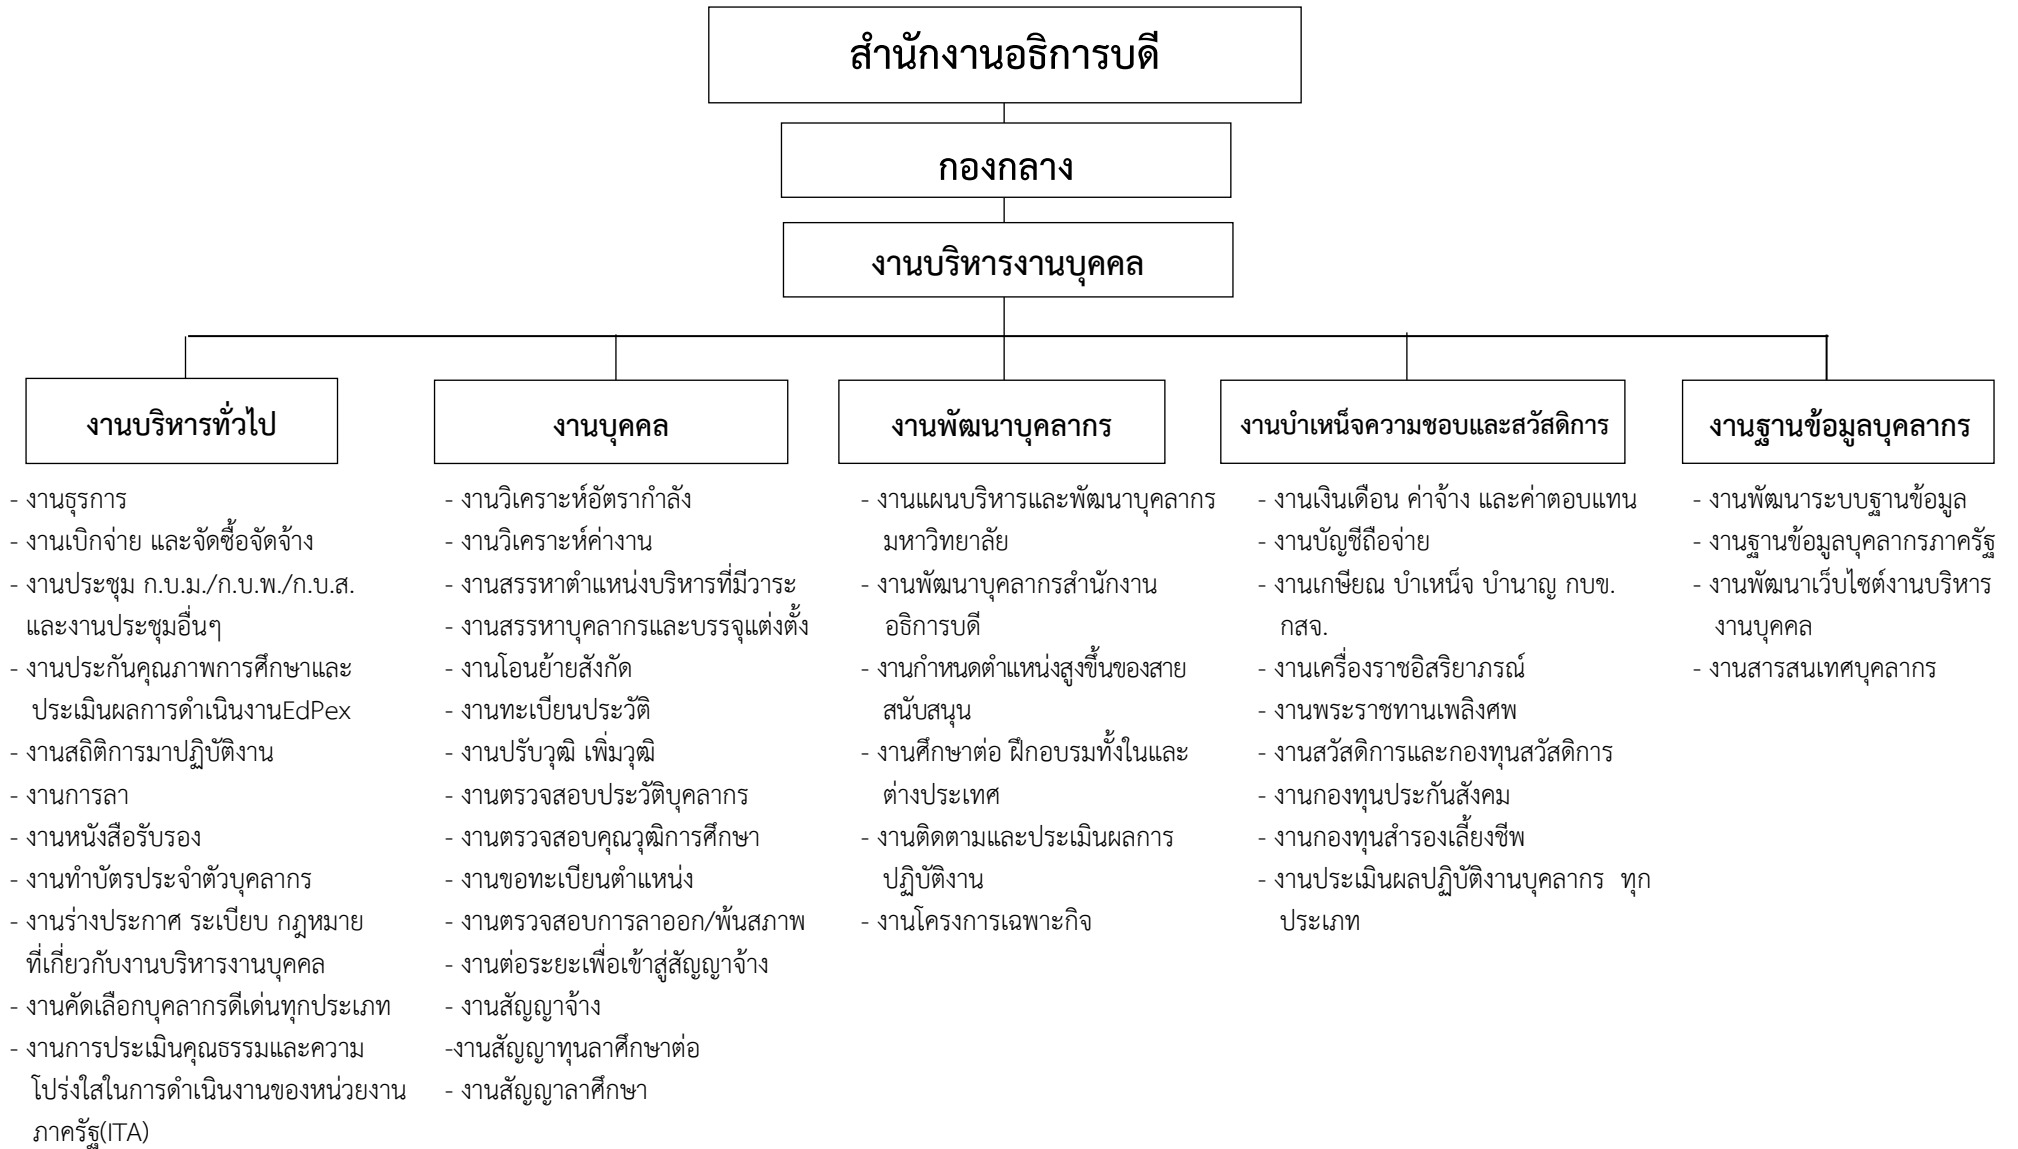 สำนักงานอธิการบดี
กองกลาง
งานบริหารงานบุคคล
งานบริหารทั่วไป
- งานธุรการ
- งานเบิกจ่าย และจัดซื้อจัดจ้าง
- งานประชุม ก.บ.ม./ก.บ.พ./ก.บ.ส.
และงานประชุมอื่นๆ
- งานประกันคุณภาพการศึกษาและ
ประเมินผลการดำเนินงานEdPex
- งานสถิติการมาปฏิบัติงาน
- งานการลา
- งานหนังสือรับรอง
- งานทำบัตรประจำตัวบุคลากร
- งานร่างประกาศ ระเบียบ กฎหมาย
ที่เกี่ยวกับงานบริหารงานบุคคล
- งานคัดเลือกบุคลากรดีเด่นทุกประเภท
- งานการประเมินคุณธรรมและความ
โปร่งใสในการดำเนินงานของหน่วยงาน
ภาครัฐ(ITA)
งานบุคคล
- งานวิเคราะห์อัตรากำลัง
- งานวิเคราะห์ค่างาน
- งานสรรหาตำแหน่งบริหารที่มีวาระ
- งานสรรหาบุคลากรและบรรจุแต่งตั้ง
- งานโอนย้ายสังกัด
- งานทะเบียนประวัติ
- งานปรับวุฒิ เพิ่มวุฒิ
- งานตรวจสอบประวัติบุคลากร
- งานตรวจสอบคุณวุฒิการศึกษา
- งานขอทะเบียนตำแหน่ง
- งานตรวจสอบการลาออก/พ้นสภาพ
- งานต่อระยะเพื่อเข้าสู่สัญญาจ้าง
- งานสัญญาจ้าง
-งานสัญญาทุนลาศึกษาต่อ
- งานสัญญาลาศึกษา
งานพัฒนาบุคลากร
- งานแผนบริหารและพัฒนาบุคลากร
มหาวิทยาลัย
- งานพัฒนาบุคลากรสำนักงาน
อธิการบดี
- งานกำหนดตำแหน่งสูงขึ้นของสาย
สนับสนุน
- งานศึกษาต่อ ฝึกอบรมทั้งในและ
ต่างประเทศ
- งานติดตามและประเมินผลการ
ปฏิบัติงาน
- งานโครงการเฉพาะกิจ
งานบำเหน็จความชอบและสวัสดิการ
- งานเงินเดือน ค่าจ้าง และค่าตอบแทน
- งานบัญชีถือจ่าย
- งานเกษียณ บำเหน็จ บำนาญ กบข.
กสจ.
- งานเครื่องราชอิสริยาภรณ์
- งานพระราชทานเพลิงศพ
- งานสวัสดิการและกองทุนสวัสดิการ
- งานกองทุนประกันสังคม
- งานกองทุนสำรองเลี้ยงชีพ
- งานประเมินผลปฏิบัติงานบุคลากร ทุก
ประเภท
งานฐานข้อมูลบุคลากร
- งานพัฒนาระบบฐานข้อมูล
- งานฐานข้อมูลบุคลากรภาครัฐ
- งานพัฒนาเว็บไซต์งานบริหาร
งานบุคคล
- งานสารสนเทศบุคลากร